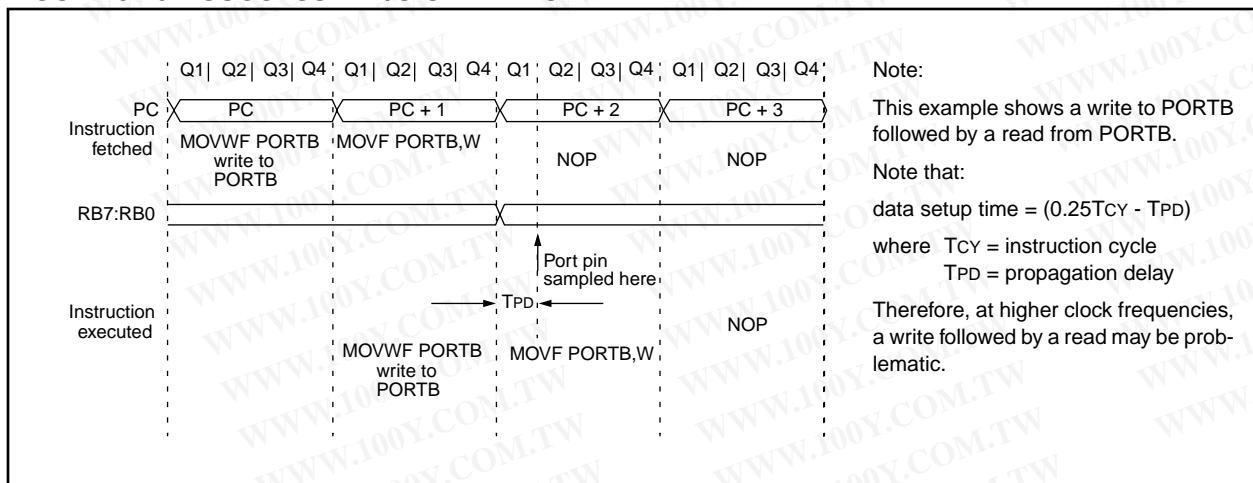 Q1| Q2| Q3| Q4 Q1| Q2| Q3| Q4 Q1 Q2| Q3| Q4 Q1| Q2| Q3| Q4
PC PC PC + 1 PC + 2 PC + 3
Instruction
fetched
MOVWF PORTB
write to
PORTB
MOVF PORTB,W
NOP
NOP
RB7:RB0
Port pin
sampled here
TPD
Instruction
executed
MOVWF PORTB
write to
PORTB
MOVF PORTB,W
NOP
Note:
This example shows a write to PORTB
followed by a read from PORTB.
Note that:
data setup time = (0.25TCY - TPD)
where TCY = instruction cycle
TPD = propagation delay
Therefore, at higher clock frequencies,
a write followed by a read may be prob-
lematic.
WWW.100Y.COM.TW